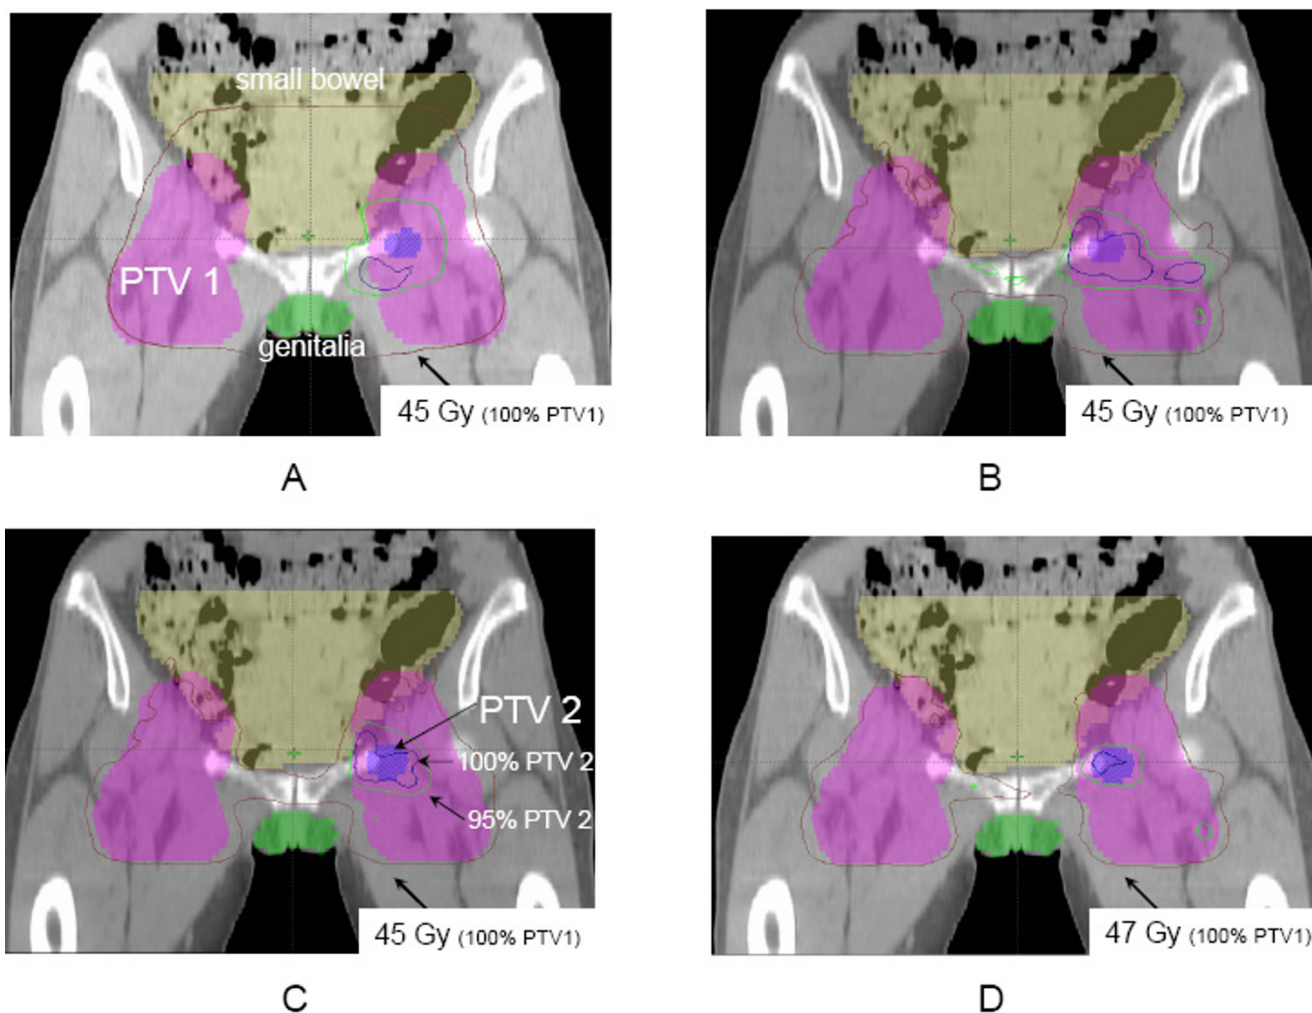 small bowel
PTV 1
genitalia
45 Gy (100% PTV1)
A
45 Gy (100% PTV1)
B
PTV 2
100% PTV 2
95% PTV 2
45 Gy (100% PTV1)
C
47 Gy (100% PTV1)
D